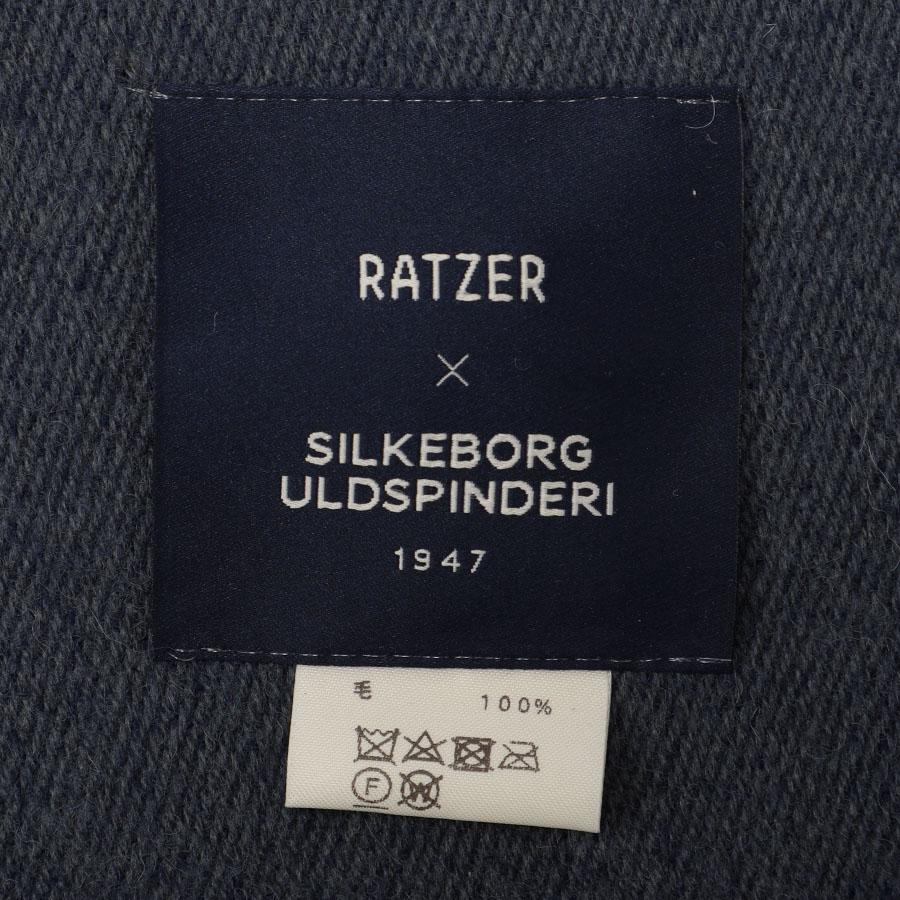 RATZER
×
SILKEBORG
ULDSPINDERI
1947
毛 100%
F W